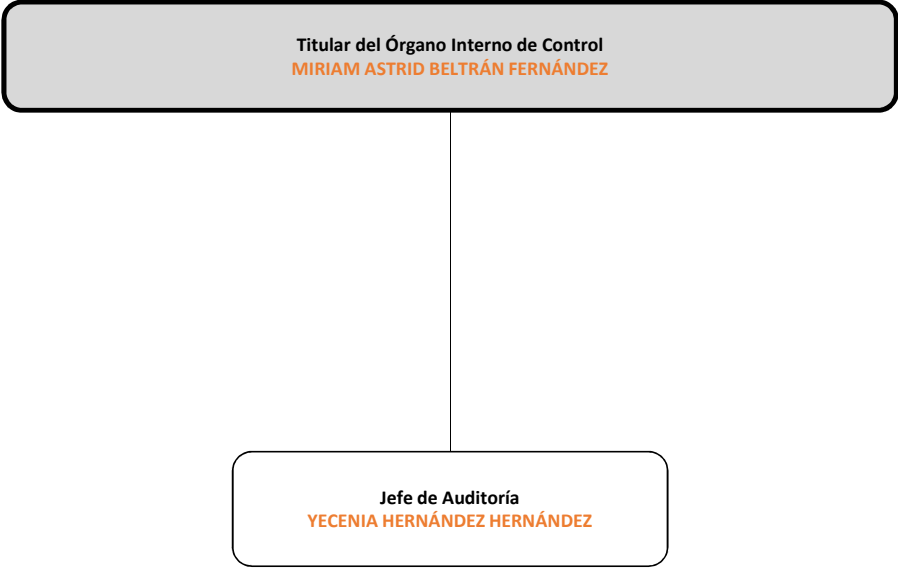 Titular del Órgano Interno de Control
MIRIAM ASTRID BELTRÁN FERNÁNDEZ
Jefe de Auditoría
YECENIA HERNÁNDEZ HERNÁNDEZ